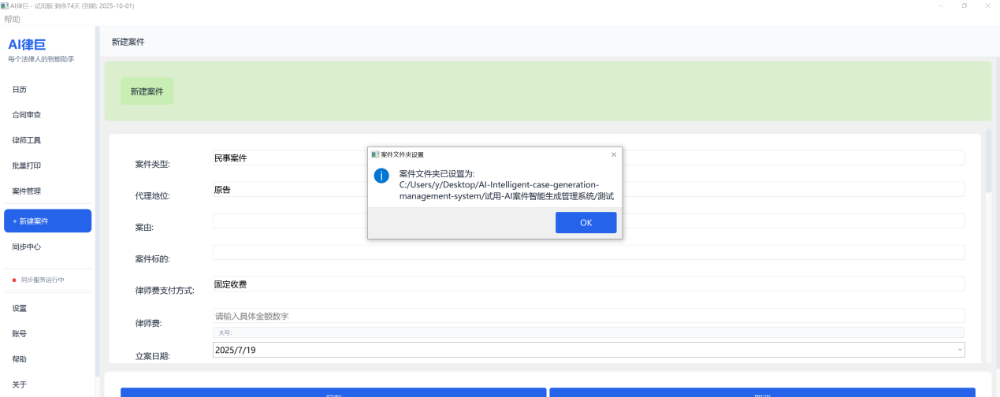 AI律巨 - 试用版 剩余74天 (到期: 2025-10-01)
帮助
AI律巨
每个法律人的智能助手
日历
合同审查
律师工具
批量打印
案件管理
+ 新建案件
同步中心
同步服务运行中
设置
账号
帮助
关于
新建案件
新建案件
案件类型:
民事案件
代理地位:
原告
案由:
案件标的:
律师费支付方式:
固定收费
律师费:
请输入具体金额数字
大写:
立案日期:
2025/7/19
案件文件夹设置
案件文件夹已设置为:
C:/Users/y/Desktop/AI-Intelligent-case-generation-
management-system/试用-AI案件智能生成管理系统/测试
OK